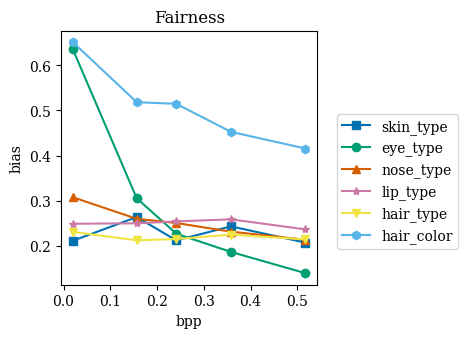 Fairness
bias
0.6
0.5
0.4
0.3
0.2
0.0 0.1 0.2 0.3 0.4 0.5
bpp
skin_type
eye_type
nose_type
lip_type
hair_type
hair_color